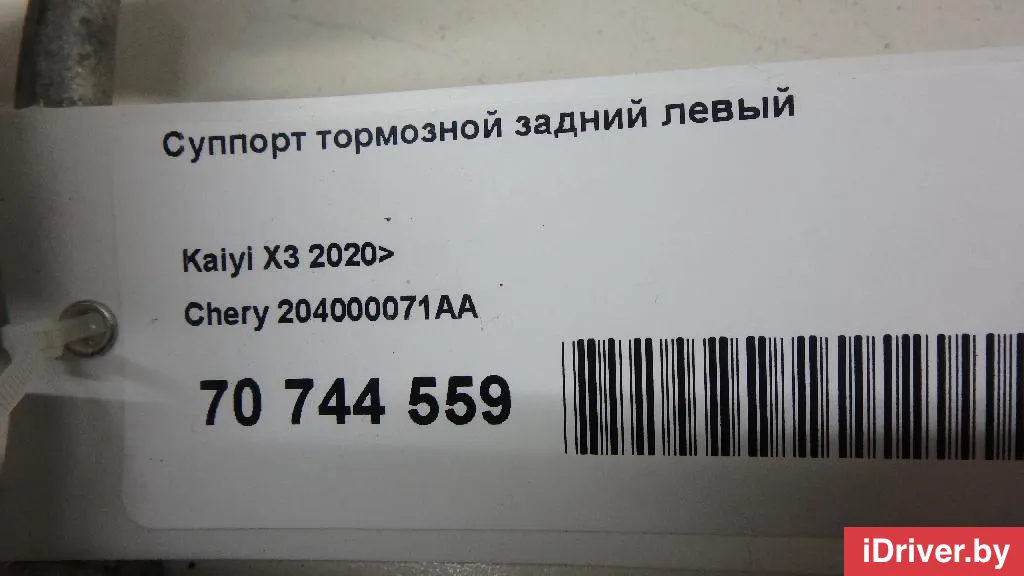 Суппорт тормозной задний левый
Kaiyi X3 2020>
Chery 204000071AA
70 744 559
iDriver.by